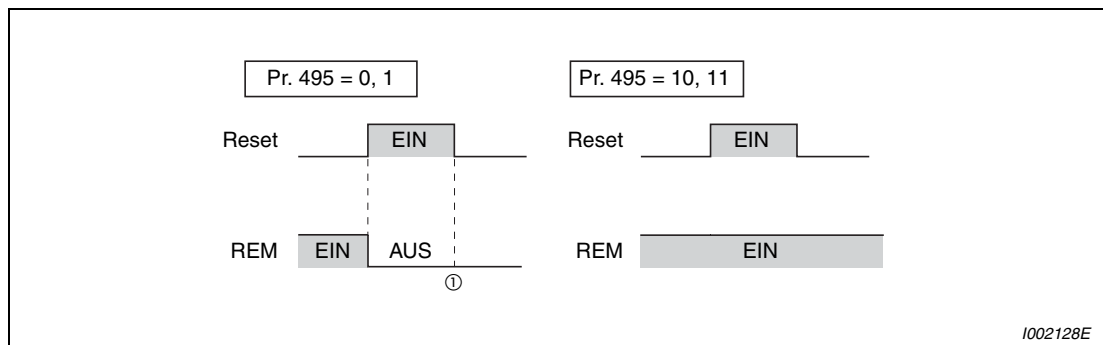 Pr. 495 = 0, 1
Pr. 495 = 10, 11
Reset EIN
Reset EIN
REM EIN AUS
REM EIN
①
I002128E